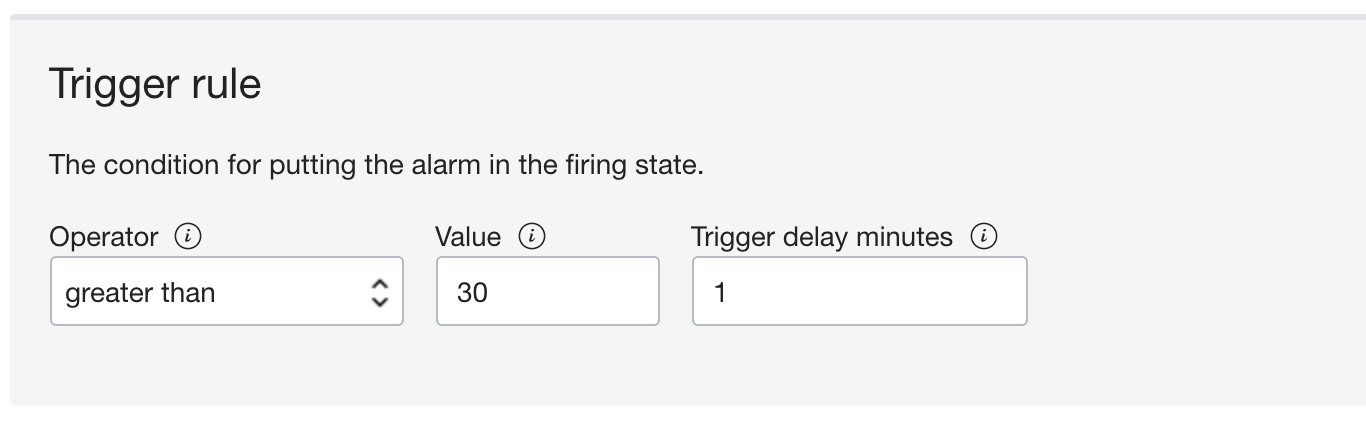 Trigger rule
The condition for putting the alarm in the firing state.
Operator i Value i Trigger delay minutes i
greater than 30 1